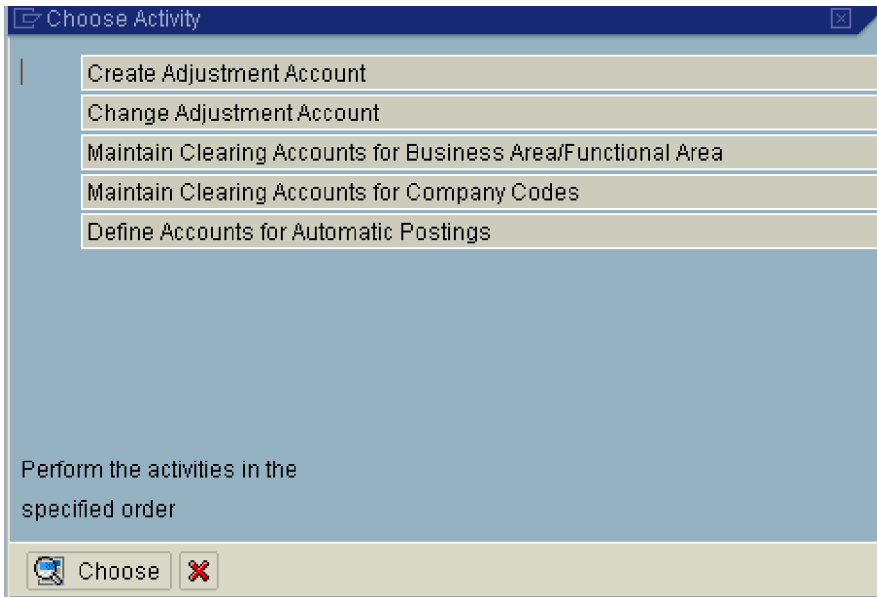 Choose Activity
Create Adjustment Account
Change Adjustment Account
Maintain Clearing Accounts for Business Area/Functional Area
Maintain Clearing Accounts for Company Codes
Define Accounts for Automatic Postings
Perform the activities in the
specified order
Choose